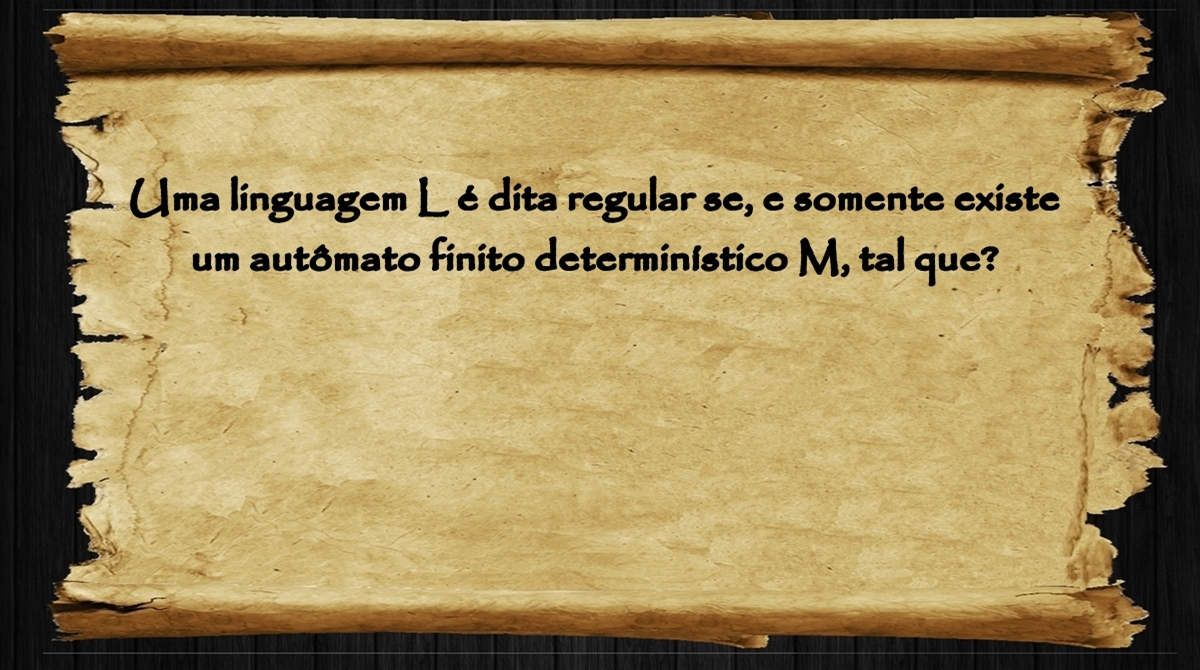 Uma linguagem L é dita regular se, e somente existe
um autômato finito determinístico M, tal que?